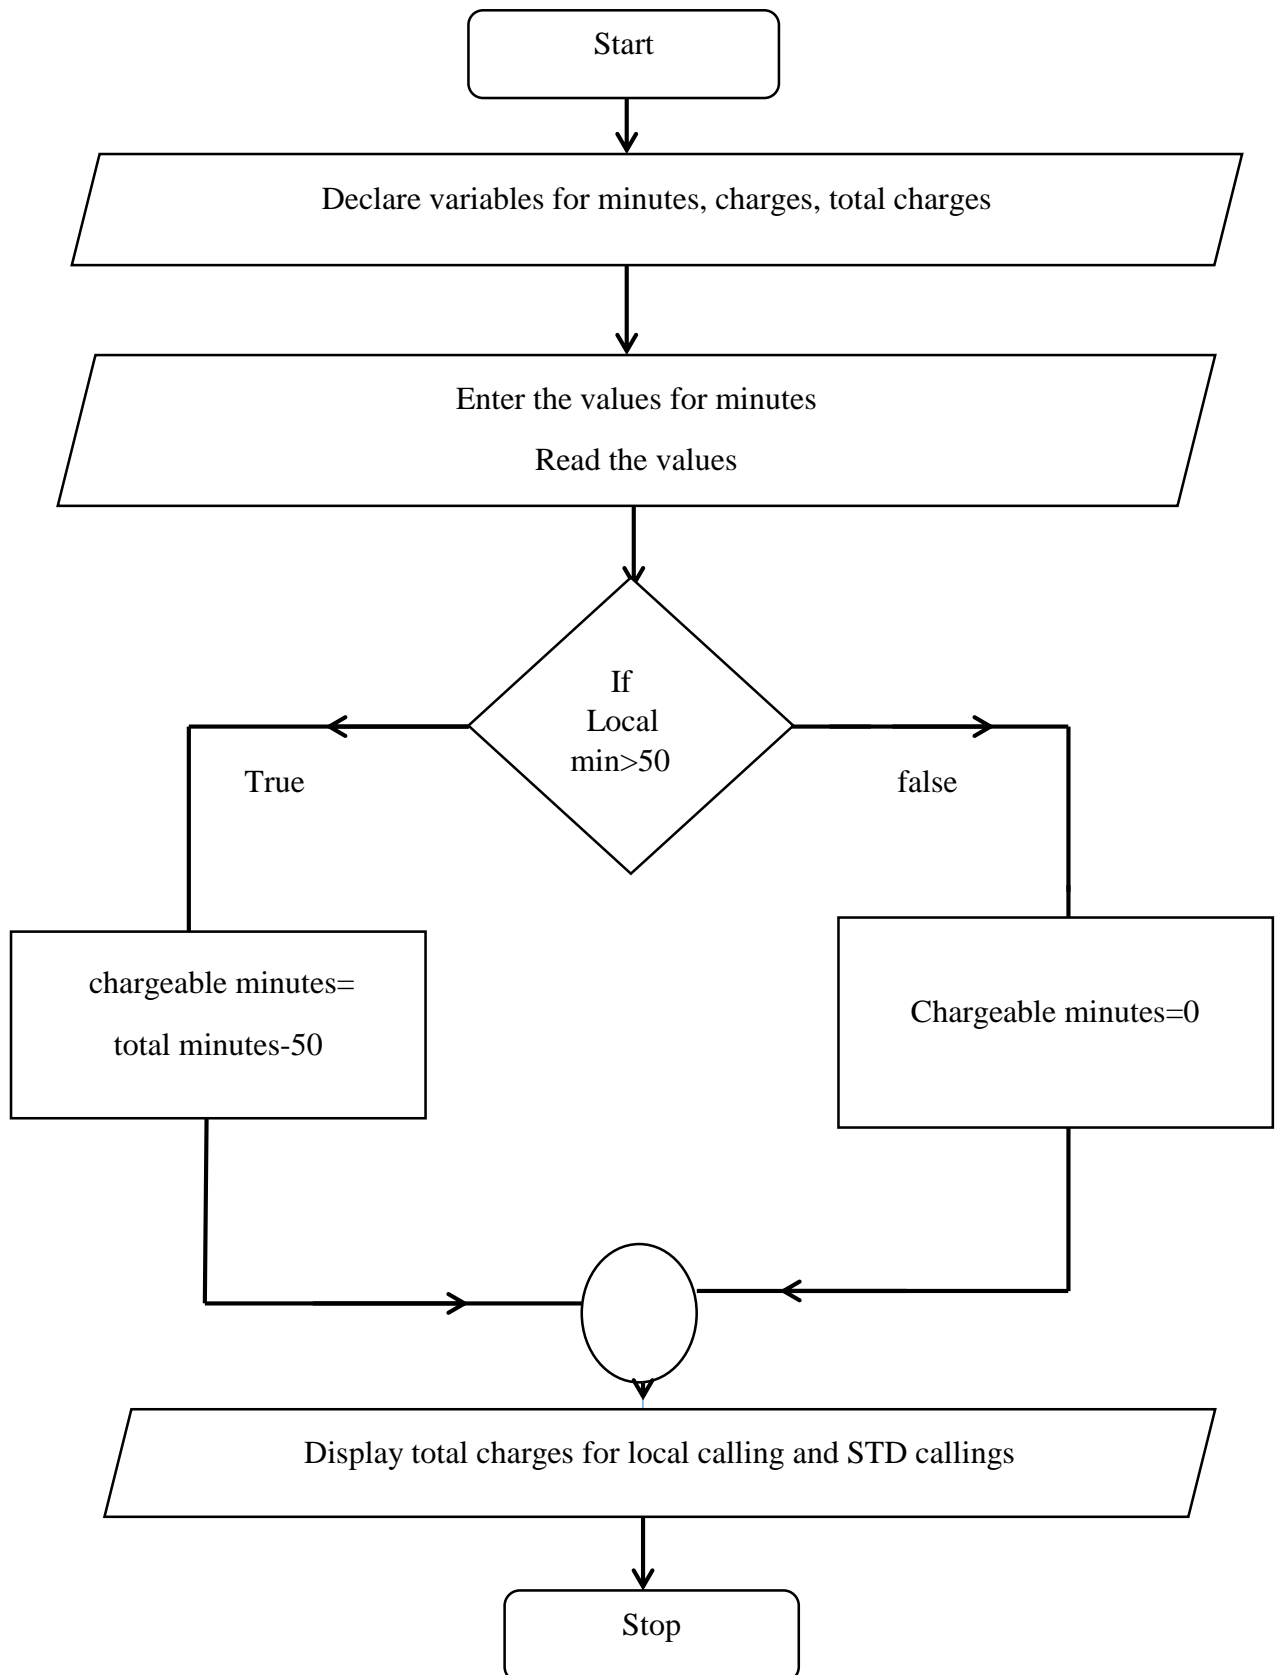 Start
Declare variables for minutes, charges, total charges
Enter the values for minutes
Read the values
If
Local
min>50
True
false
chargeable minutes=
total minutes-50
Chargeable minutes=0
Display total charges for local calling and STD callings
Stop